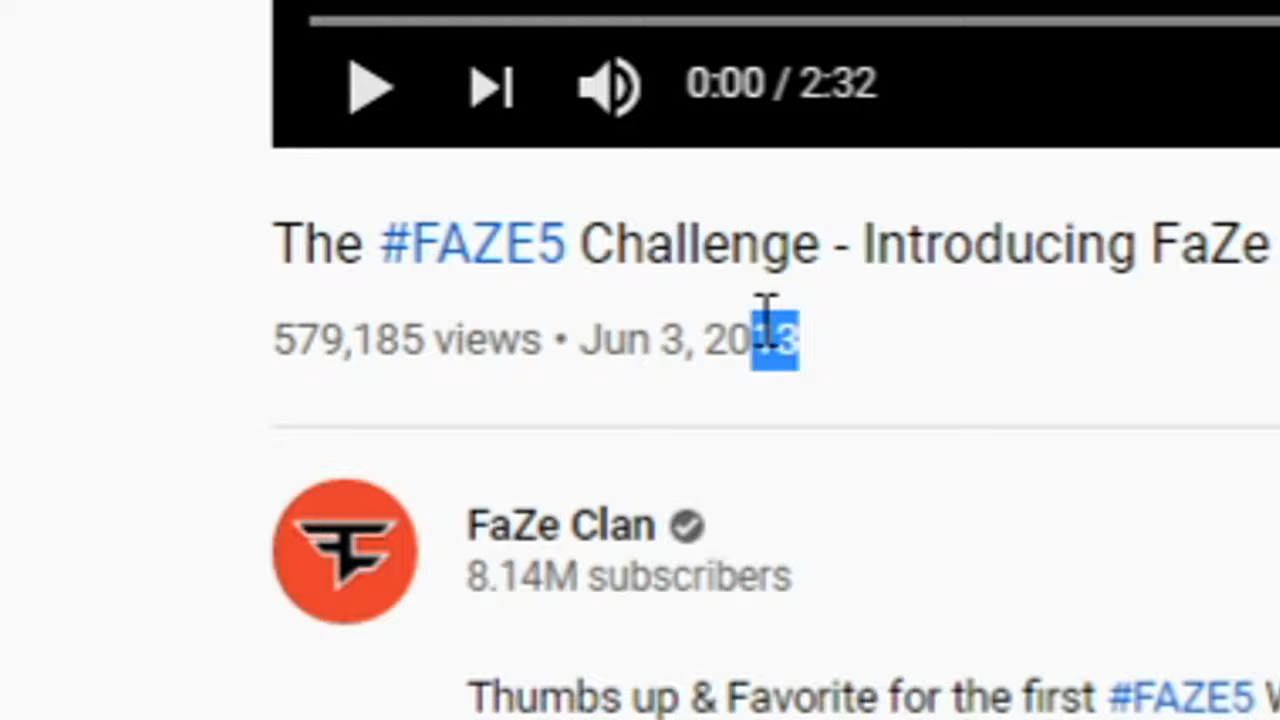 0:00 / 2:32
The #FAZE5 Challenge - Introducing FaZe
579,185 views • Jun 3, 2013
FaZe Clan
8.14M subscribers
Thumbs up & Favorite for the first #FAZE5